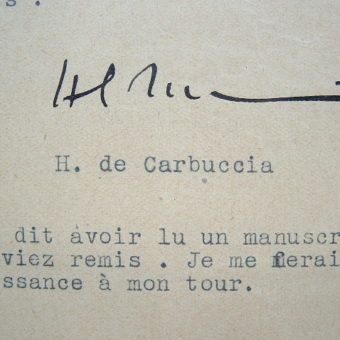 s .
H. de Carbuccia
dit avoir lu un manuscr
viez remis . Je me ferai
ssance à mon tour.